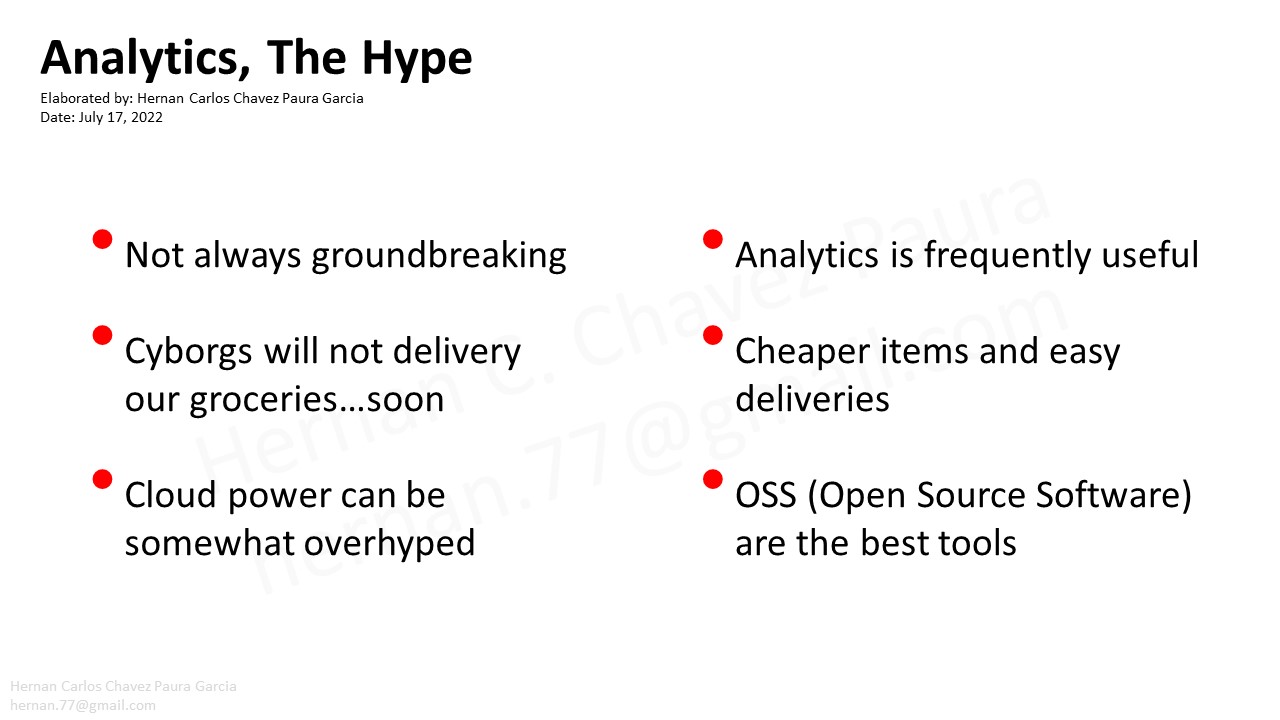 Analytics, The Hype
Elaborated by: Hernan Carlos Chavez Paura Garcia
Date: July 17, 2022
Not always groundbreaking
Cyborgs will not delivery
our groceries...soon
Cloud power can be
somewhat overhyped
Analytics is frequently useful
Cheaper items and easy
deliveries
OSS (Open Source Software)
are the best tools
Hernan C. Chavez Paura
hernan.77@gmail.com
Hernan Carlos Chavez Paura Garcia
hernan.77@gmail.com